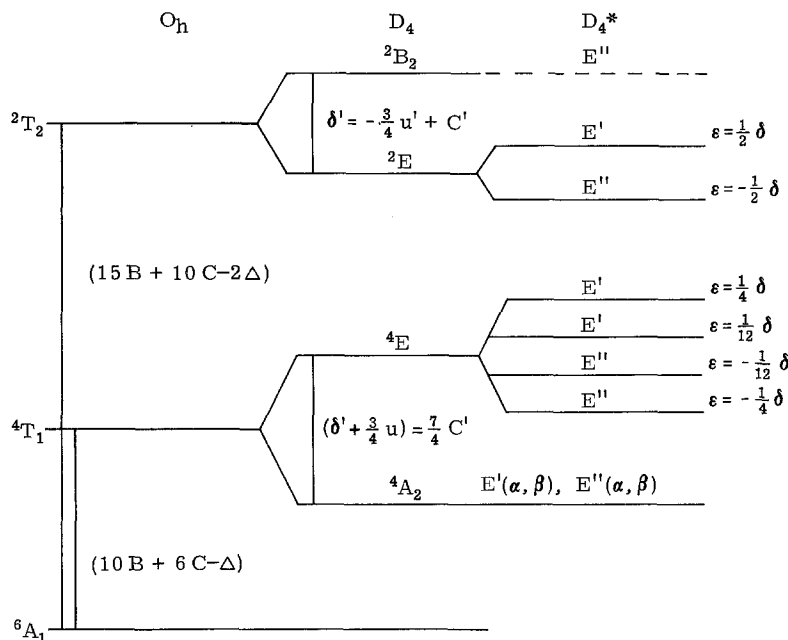 Oh D₄ D₄*
²B₂ E''
²T₂
δ' = -3/4 u' + C'
E' ε = 1/2 δ
²E
E'' ε = -1/2 δ
(15 B + 10 C-2 Δ)
E' ε = 1/4 δ
E' ε = 1/12 δ
⁴E
E'' ε = -1/12 δ
E'' ε = -1/4 δ
⁴T₁
(δ' + 3/4 u) = 7/4 C'
⁴A₂ E'(α, β), E''(α, β)
(10 B + 6 C-Δ)
⁶A₁